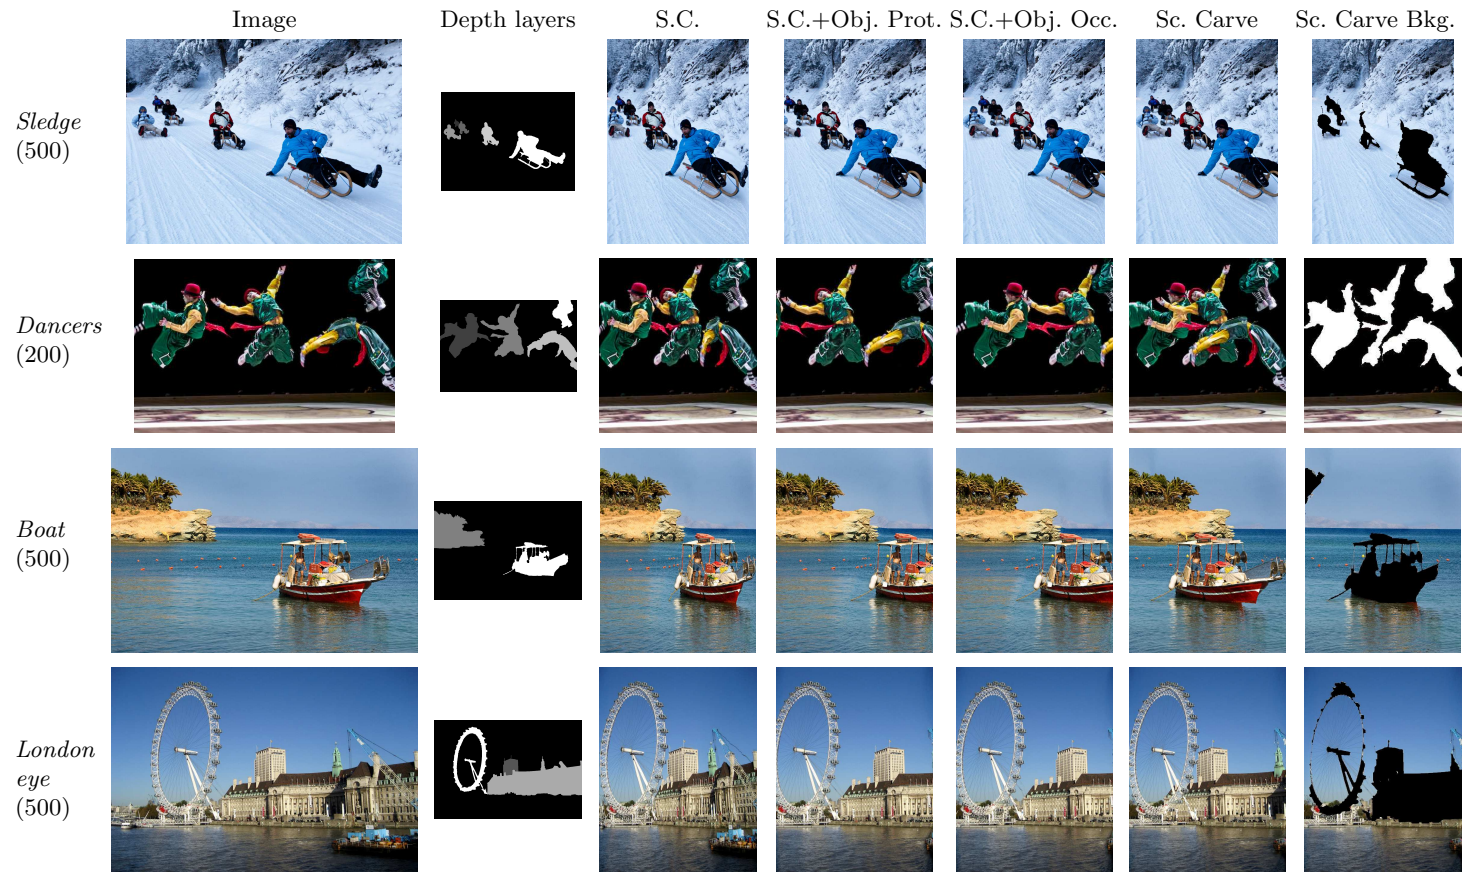 Image Depth layers S.C. S.C.+Obj. Prot. S.C.+Obj. Occ. Sc. Carve Sc. Carve Bkg.
Sledge
(500)
Dancers
(200)
Boat
(500)
London
eye
(500)